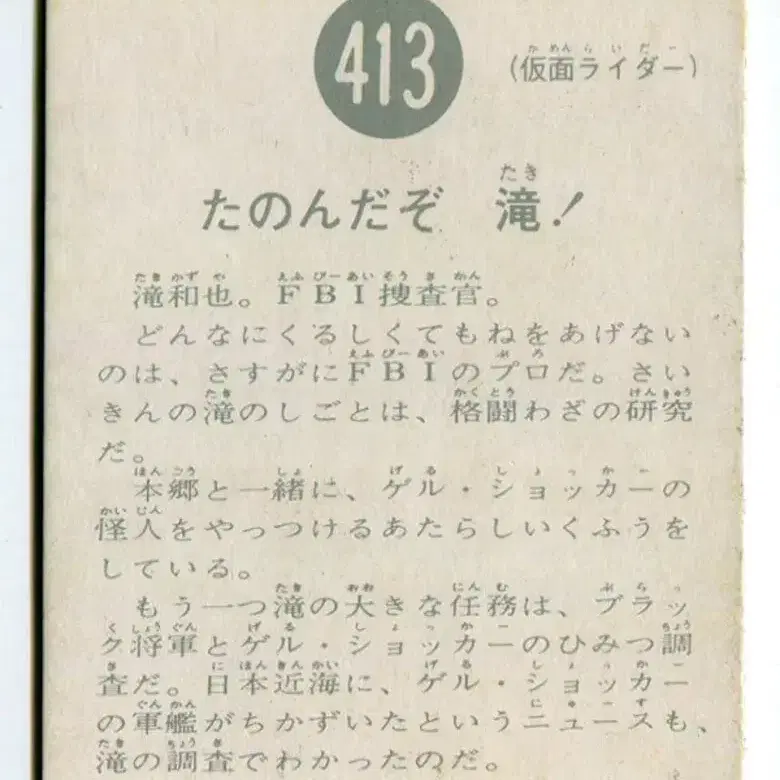 413
(仮面ライダー)
たのんだぞ 滝!
滝和也。FBI捜査官。
どんなにくるしくてもねをあげない
のは、さすがにFBIのプロだ。さい
きんの滝のしごとは、格闘わざの研究
だ。
本郷と一緒に、ゲル・ショッカーの
怪人をやっつけるあたらしいくふうを
している。
もう一つ滝の大きな任務は、ブラッ
ク将軍とゲル・ショッカーのひみつ調
査だ。日本近海に、ゲル・ショッカー
の軍艦がちかずいたというニュースも、
滝の調査でわかったのだ。